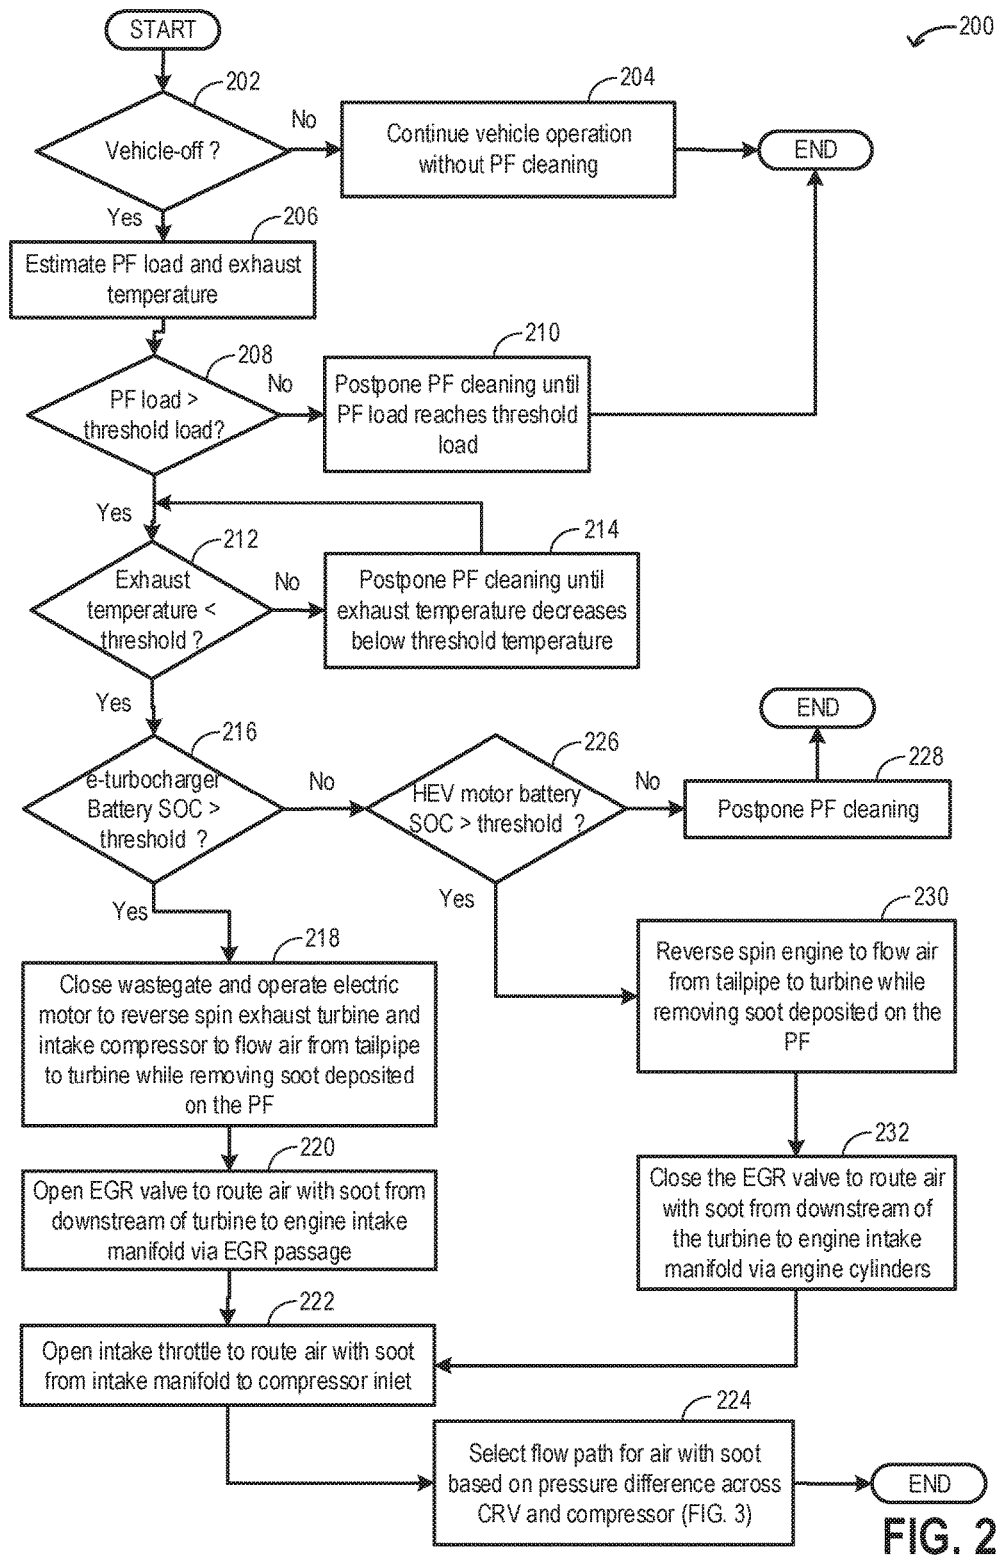 START
200
202
Vehicle-off ?
No
204
Continue vehicle operation
without PF cleaning
END
Yes
206
Estimate PF load and exhaust
temperature
208
PF load >
threshold load?
No
210
Postpone PF cleaning until
PF load reaches threshold
load
Yes
212
Exhaust
temperature <
threshold ?
No
214
Postpone PF cleaning until
exhaust temperature decreases
below threshold temperature
Yes
216
e-turbocharger
Battery SOC >
threshold ?
No
226
HEV motor battery
SOC > threshold ?
No
228
Postpone PF cleaning
END
Yes
218
Close wastegate and operate electric
motor to reverse spin exhaust turbine and
intake compressor to flow air from tailpipe
to turbine while removing soot deposited
on the PF
Yes
230
Reverse spin engine to flow air
from tailpipe to turbine while
removing soot deposited on the
PF
220
Open EGR valve to route air with soot from
downstream of turbine to engine intake
manifold via EGR passage
232
Close the EGR valve to route air
with soot from downstream of
the turbine to engine intake
manifold via engine cylinders
222
Open intake throttle to route air with soot
from intake manifold to compressor inlet
224
Select flow path for air with soot
based on pressure difference across
CRV and compressor (FIG. 3)
END
FIG. 2